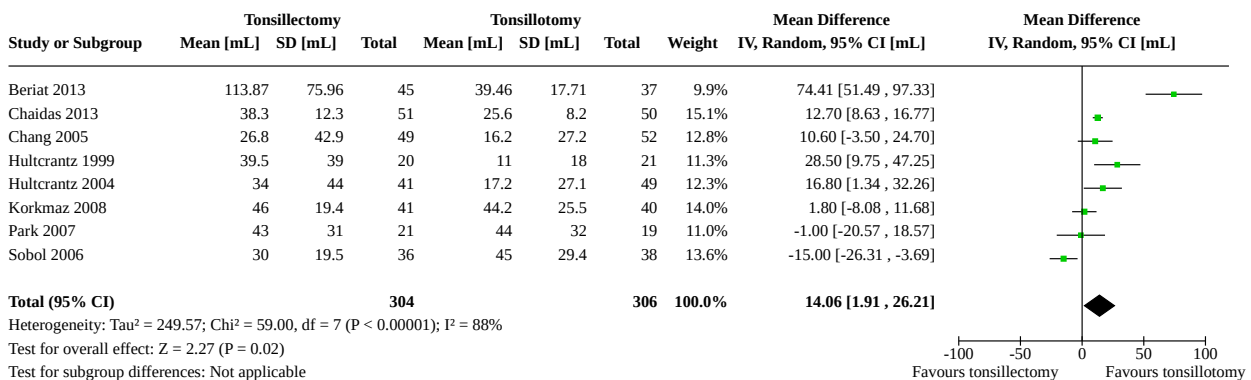 Tonsillectomy Tonsillotomy Mean Difference Mean Difference
Study or Subgroup Mean [mL] SD [mL] Total Mean [mL] SD [mL] Total Weight IV, Random, 95% CI [mL] IV, Random, 95% CI [mL]
Beriat 2013 113.87 75.96 45 39.46 17.71 37 9.9% 74.41 [51.49 , 97.33]
Chaidas 2013 38.3 12.3 51 25.6 8.2 50 15.1% 12.70 [8.63 , 16.77]
Chang 2005 26.8 42.9 49 16.2 27.2 52 12.8% 10.60 [-3.50 , 24.70]
Hultcrantz 1999 39.5 39 20 11 18 21 11.3% 28.50 [9.75 , 47.25]
Hultcrantz 2004 34 44 41 17.2 27.1 49 12.3% 16.80 [1.34 , 32.26]
Korkmaz 2008 46 19.4 41 44.2 25.5 40 14.0% 1.80 [-8.08 , 11.68]
Park 2007 43 31 21 44 32 19 11.0% -1.00 [-20.57 , 18.57]
Sobol 2006 30 19.5 36 45 29.4 38 13.6% -15.00 [-26.31 , -3.69]
Total (95% CI) 304 306 100.0% 14.06 [1.91 , 26.21]
Heterogeneity: Tau² = 249.57; Chi² = 59.00, df = 7 (P < 0.00001); I² = 88%
Test for overall effect: Z = 2.27 (P = 0.02) -100 -50 0 50 100
Test for subgroup differences: Not applicable Favours tonsillectomy Favours tonsillotomy